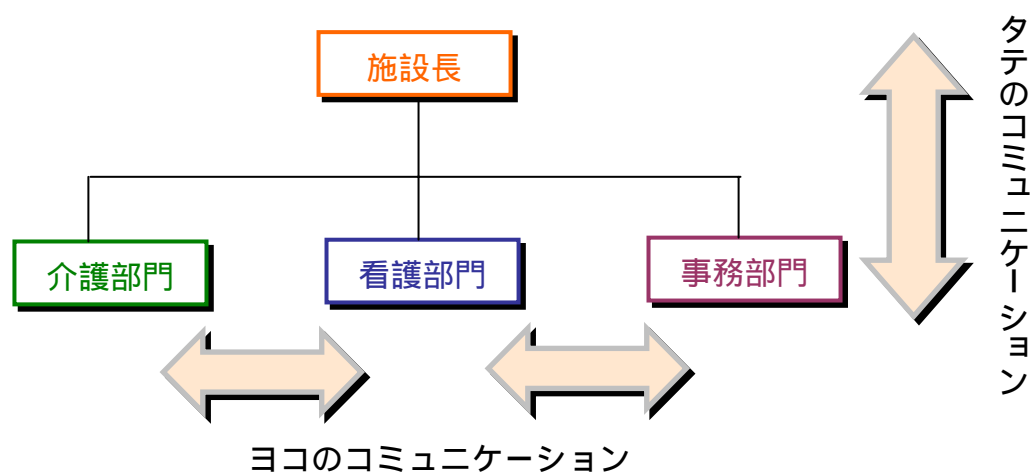 施設長
タテのコミュニケーション
介護部門
看護部門
事務部門
ヨコのコミュニケーション